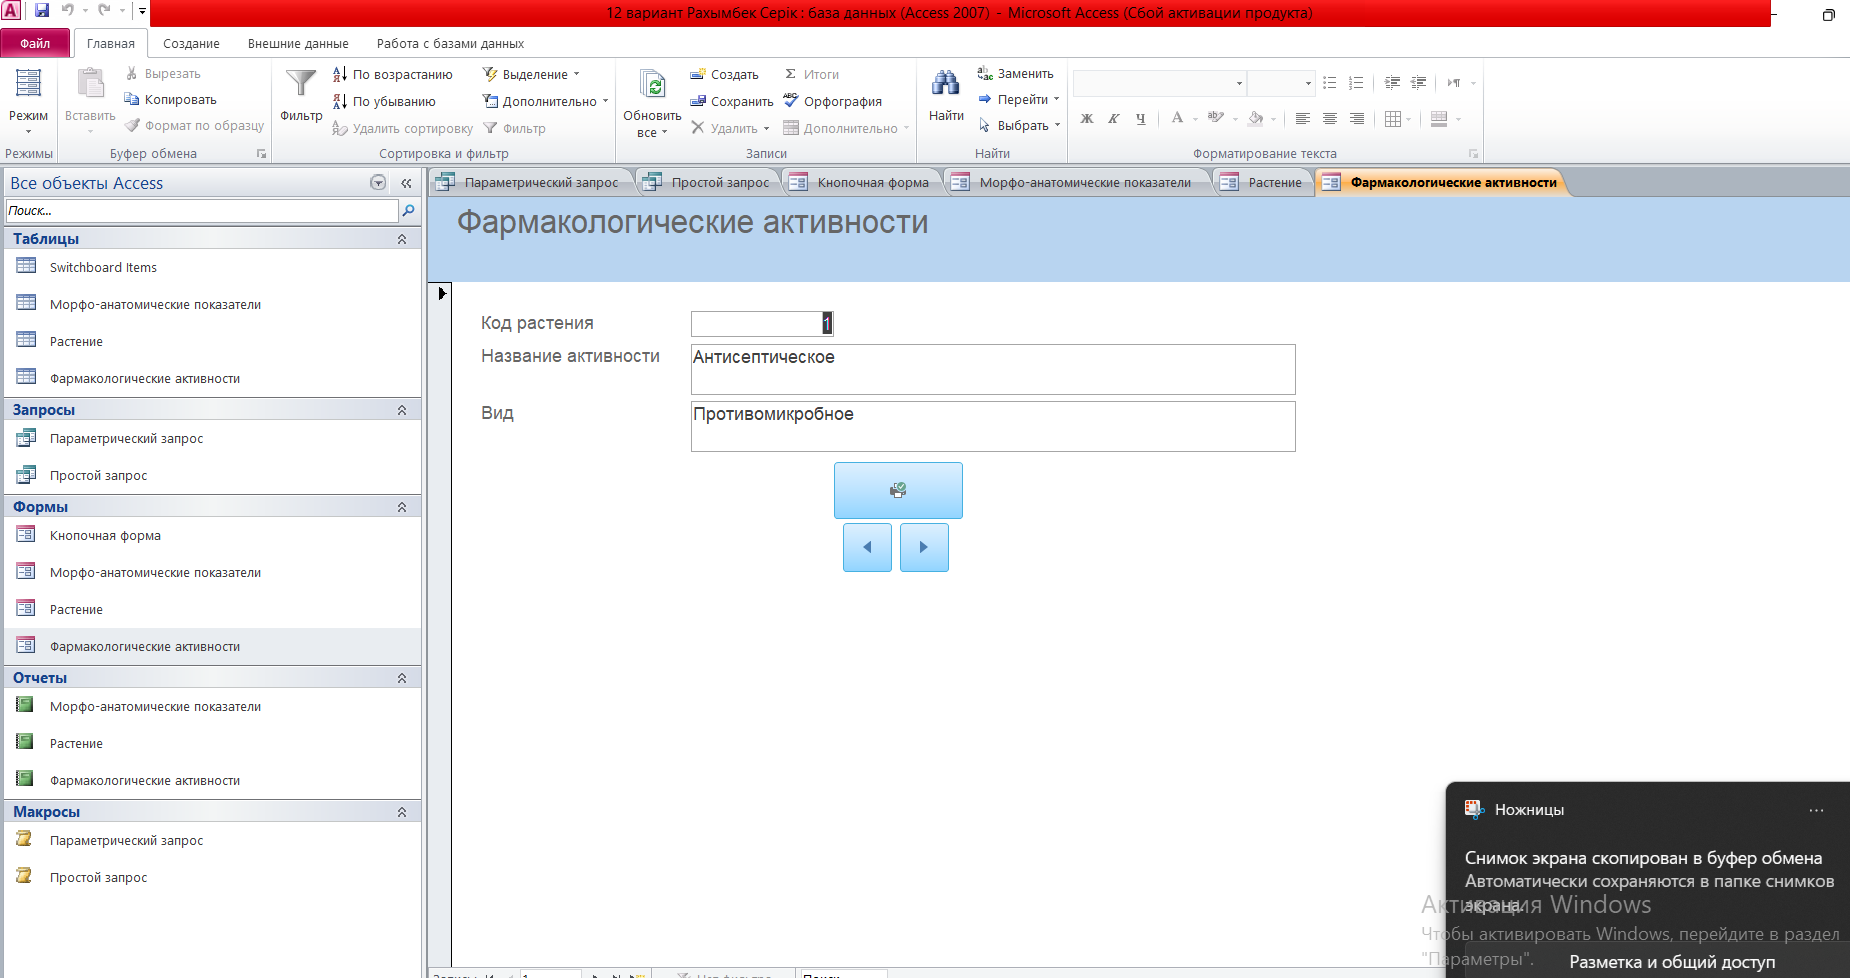 12 вариант Рахымбек Серік : база данных (Access 2007) - Microsoft Access (Сбой активации продукта)
Файл Главная Создание Внешние данные Работа с базами данных
Режим
Режимы
Вставить
Вырезать
Копировать
Формат по образцу
Буфер обмена
Фильтр
По возрастанию
По убыванию
Удалить сортировку
Выделение
Дополнительно
Фильтр
Сортировка и фильтр
Обновить
все
Создать
Сохранить
Удалить
Итоги
Орфография
Дополнительно
Записи
Найти
Заменить
Перейти
Выбрать
Найти
Ж К Ч А
Форматирование текста
Все объекты Access
Поиск...
Таблицы
Switchboard Items
Морфо-анатомические показатели
Растение
Фармакологические активности
Запросы
Параметрический запрос
Простой запрос
Формы
Кнопочная форма
Морфо-анатомические показатели
Растение
Фармакологические активности
Отчеты
Морфо-анатомические показатели
Растение
Фармакологические активности
Макросы
Параметрический запрос
Простой запрос
Параметрический запрос Простой запрос Кнопочная форма Морфо-анатомические показатели Растение Фармакологические активности
Фармакологические активности
Код растения 1
Название активности Антисептическое
Вид Противомикробное
Ножницы
Снимок экрана скопирован в буфер обмена
Автоматически сохраняются в папке снимков
экрана.
Активация Windows
Чтобы активировать Windows, перейдите в раздел
"Параметры".
Разметка и общий доступ